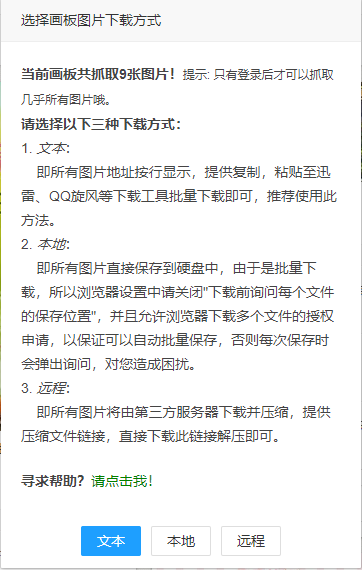 选择画板图片下载方式
当前画板共抓取9张图片！提示: 只有登录后才可以抓取
几乎所有图片哦。
请选择以下三种下载方式：
1. 文本：
即所有图片地址按行显示，提供复制，粘贴至迅
雷、QQ旋风等下载工具批量下载即可，推荐使用此
方法。
2. 本地：
即所有图片直接保存到硬盘中，由于是批量下
载，所以浏览器设置中请关闭"下载前询问每个文件
的保存位置"，并且允许浏览器下载多个文件的授权
申请，以保证可以自动批量保存，否则每次保存时
会弹出询问，对您造成困扰。
3. 远程：
即所有图片将由第三方服务器下载并压缩，提供
压缩文件链接，直接下载此链接解压即可。
寻求帮助？请点击我！
文本 本地 远程